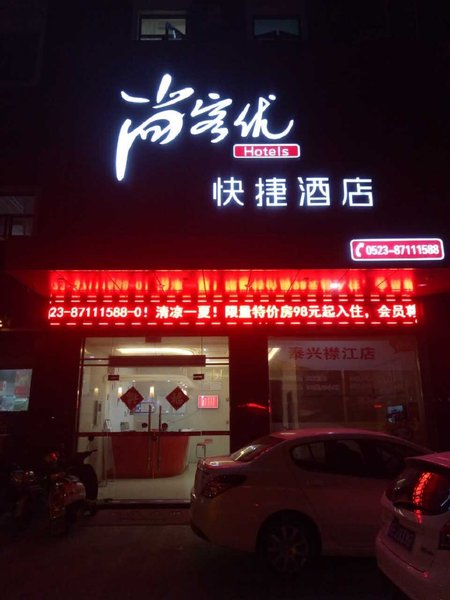 尚客优
Hotels
快捷酒店
0523-87111588
23-87111588-0！清凉一夏！限量特价房98元起入住，会员
泰兴襟江店